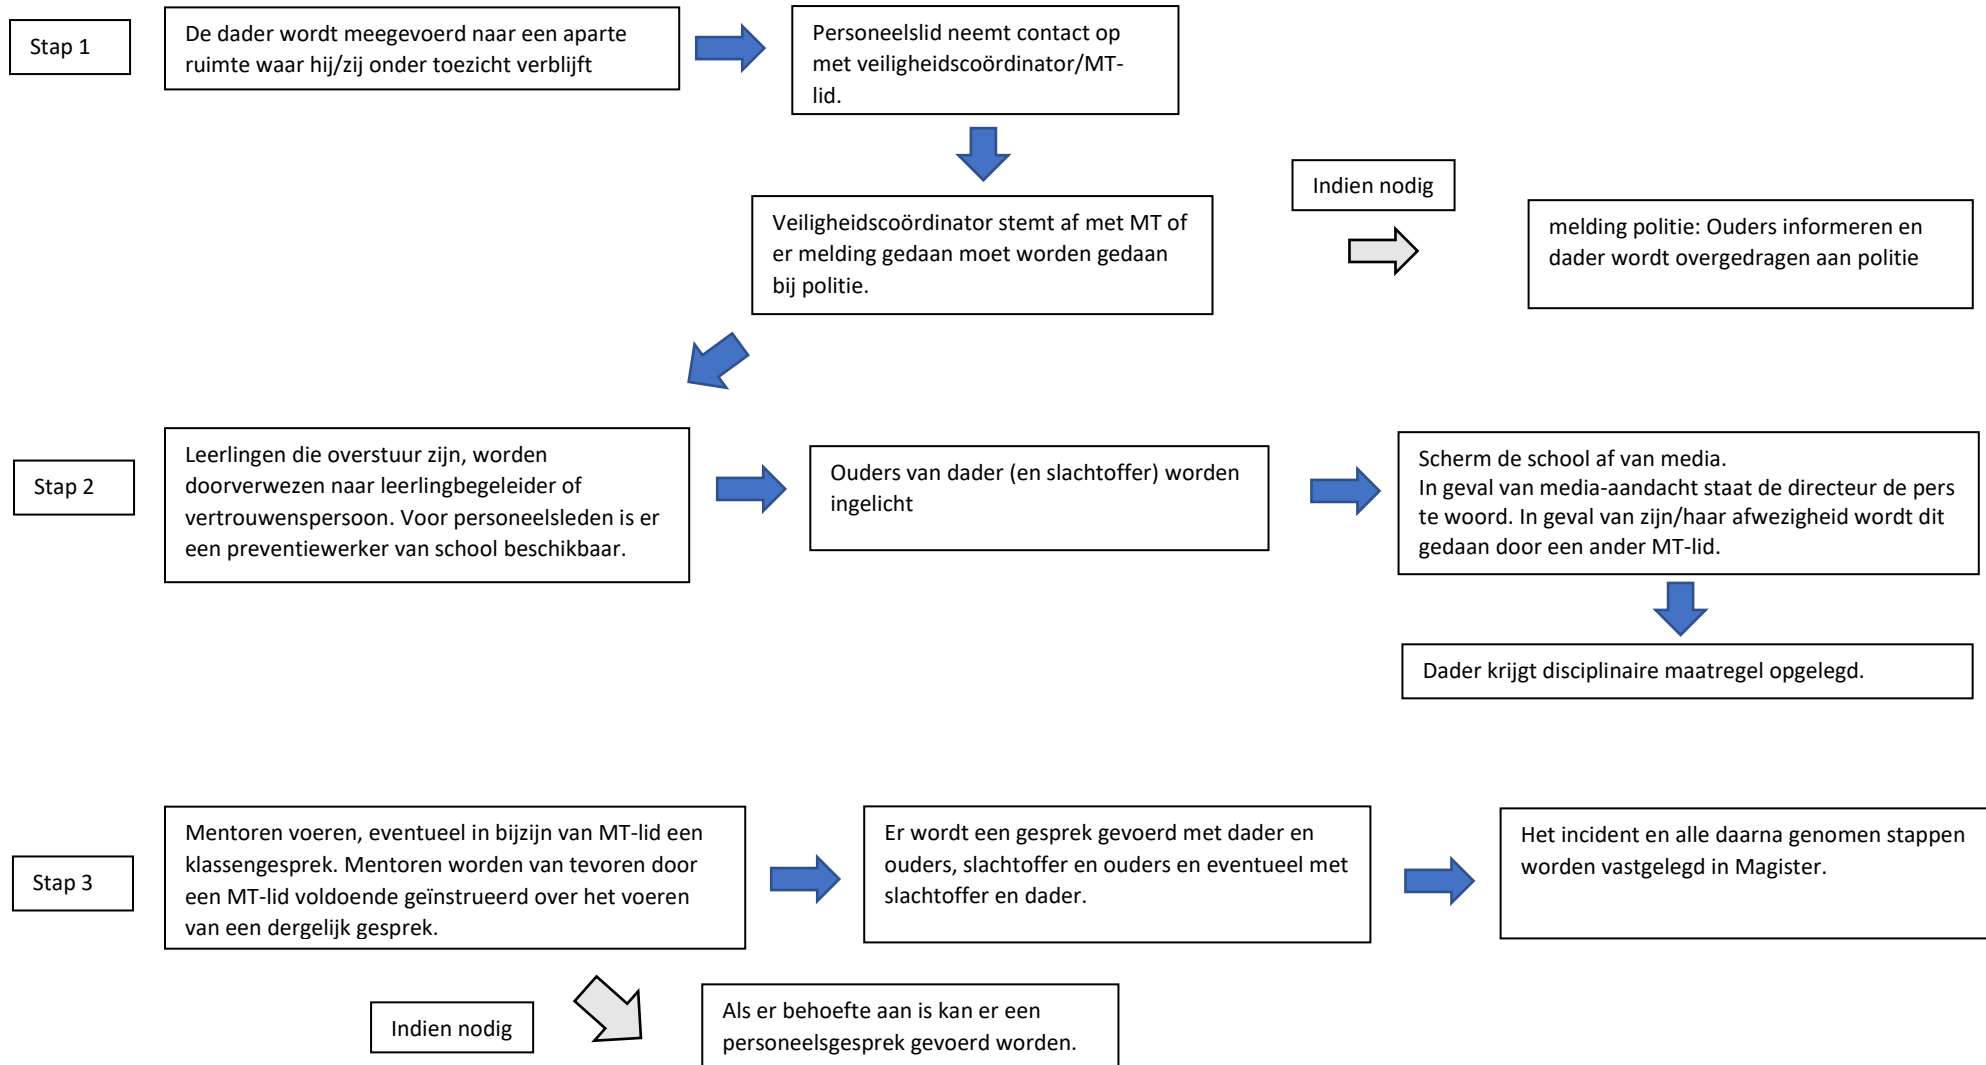 Stap 1
De dader wordt meegevoerd naar een aparte
ruimte waar hij/zij onder toezicht verblijft
Personeelslid neemt contact op
met veiligheidscoördinator/MT-
lid.
Veiligheidscoördinator stemt af met MT of
er melding gedaan moet worden gedaan
bij politie.
Indien nodig
melding politie: Ouders informeren en
dader wordt overgedragen aan politie
Stap 2
Leerlingen die overstuur zijn, worden
doorverwezen naar leerlingbegeleider of
vertrouwenspersoon. Voor personeelsleden is er
een preventiewerker van school beschikbaar.
Ouders van dader (en slachtoffer) worden
ingelicht
Scherm de school af van media.
In geval van media-aandacht staat de directeur de pers
te woord. In geval van zijn/haar afwezigheid wordt dit
gedaan door een ander MT-lid.
Dader krijgt disciplinaire maatregel opgelegd.
Stap 3
Mentoren voeren, eventueel in bijzijn van MT-lid een
klassengesprek. Mentoren worden van tevoren door
een MT-lid voldoende geïnstrueerd over het voeren
van een dergelijk gesprek.
Er wordt een gesprek gevoerd met dader en
ouders, slachtoffer en ouders en eventueel met
slachtoffer en dader.
Het incident en alle daarna genomen stappen
worden vastgelegd in Magister.
Indien nodig
Als er behoefte aan is kan er een
personeelsgesprek gevoerd worden.